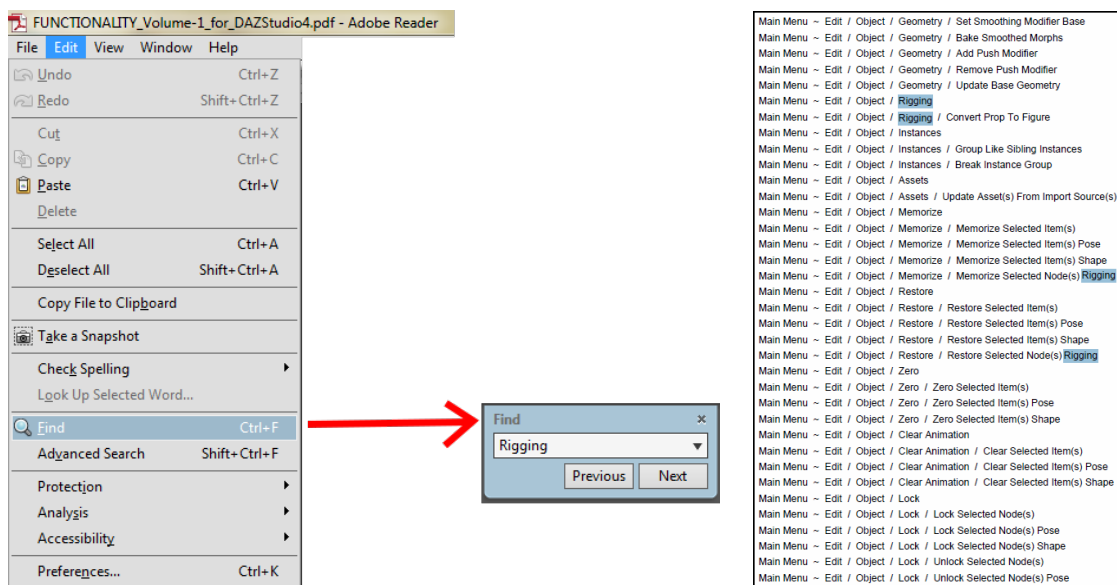 FUNCTIONALITY_Volume-1_for_DAZStudio4.pdf - Adobe Reader
File Edit View Window Help
Undo Ctrl+Z
Redo Shift+Ctrl+Z
Cut Ctrl+X
Copy Ctrl+C
Paste Ctrl+V
Delete
Select All Ctrl+A
Deselect All Shift+Ctrl+A
Copy File to Clipboard
Take a Snapshot
Check Spelling
Look Up Selected Word...
Find Ctrl+F
Advanced Search Shift+Ctrl+F
Protection
Analysis
Accessibility
Preferences... Ctrl+K
Find x
Rigging
Previous Next
Main Menu ~ Edit / Object / Geometry / Set Smoothing Modifier Base
Main Menu ~ Edit / Object / Geometry / Bake Smoothed Morphs
Main Menu ~ Edit / Object / Geometry / Add Push Modifier
Main Menu ~ Edit / Object / Geometry / Remove Push Modifier
Main Menu ~ Edit / Object / Geometry / Update Base Geometry
Main Menu ~ Edit / Object / Rigging
Main Menu ~ Edit / Object / Rigging / Convert Prop To Figure
Main Menu ~ Edit / Object / Instances
Main Menu ~ Edit / Object / Instances / Group Like Sibling Instances
Main Menu ~ Edit / Object / Instances / Break Instance Group
Main Menu ~ Edit / Object / Assets
Main Menu ~ Edit / Object / Assets / Update Asset(s) From Import Source(s)
Main Menu ~ Edit / Object / Memorize
Main Menu ~ Edit / Object / Memorize / Memorize Selected Item(s)
Main Menu ~ Edit / Object / Memorize / Memorize Selected Item(s) Pose
Main Menu ~ Edit / Object / Memorize / Memorize Selected Item(s) Shape
Main Menu ~ Edit / Object / Memorize / Memorize Selected Node(s) Rigging
Main Menu ~ Edit / Object / Restore
Main Menu ~ Edit / Object / Restore / Restore Selected Item(s)
Main Menu ~ Edit / Object / Restore / Restore Selected Item(s) Pose
Main Menu ~ Edit / Object / Restore / Restore Selected Item(s) Shape
Main Menu ~ Edit / Object / Restore / Restore Selected Node(s) Rigging
Main Menu ~ Edit / Object / Zero
Main Menu ~ Edit / Object / Zero / Zero Selected Item(s)
Main Menu ~ Edit / Object / Zero / Zero Selected Item(s) Pose
Main Menu ~ Edit / Object / Zero / Zero Selected Item(s) Shape
Main Menu ~ Edit / Object / Clear Animation
Main Menu ~ Edit / Object / Clear Animation / Clear Selected Item(s)
Main Menu ~ Edit / Object / Clear Animation / Clear Selected Item(s) Pose
Main Menu ~ Edit / Object / Clear Animation / Clear Selected Item(s) Shape
Main Menu ~ Edit / Object / Lock
Main Menu ~ Edit / Object / Lock / Lock Selected Node(s)
Main Menu ~ Edit / Object / Lock / Lock Selected Node(s) Pose
Main Menu ~ Edit / Object / Lock / Lock Selected Node(s) Shape
Main Menu ~ Edit / Object / Lock / Unlock Selected Node(s)
Main Menu ~ Edit / Object / Lock / Unlock Selected Node(s) Pose